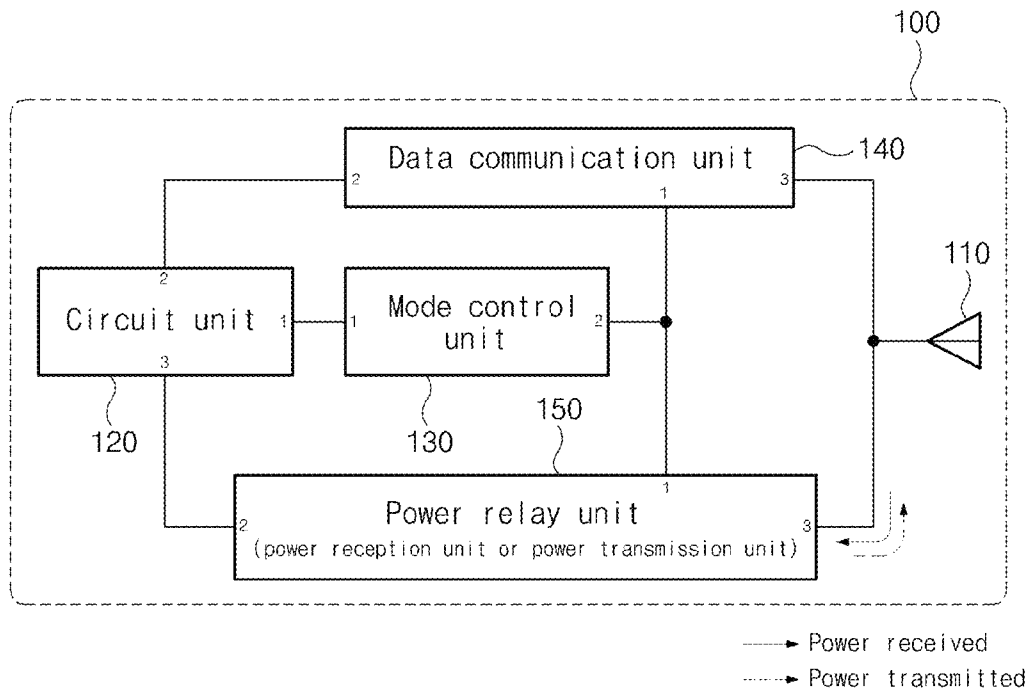 100
Data communication unit
140
2
1
3
110
2
Circuit unit
1
3
1
Mode control
unit
2
120
130
150
1
2
Power relay unit
(power reception unit or power transmission unit)
3
Power received
Power transmitted